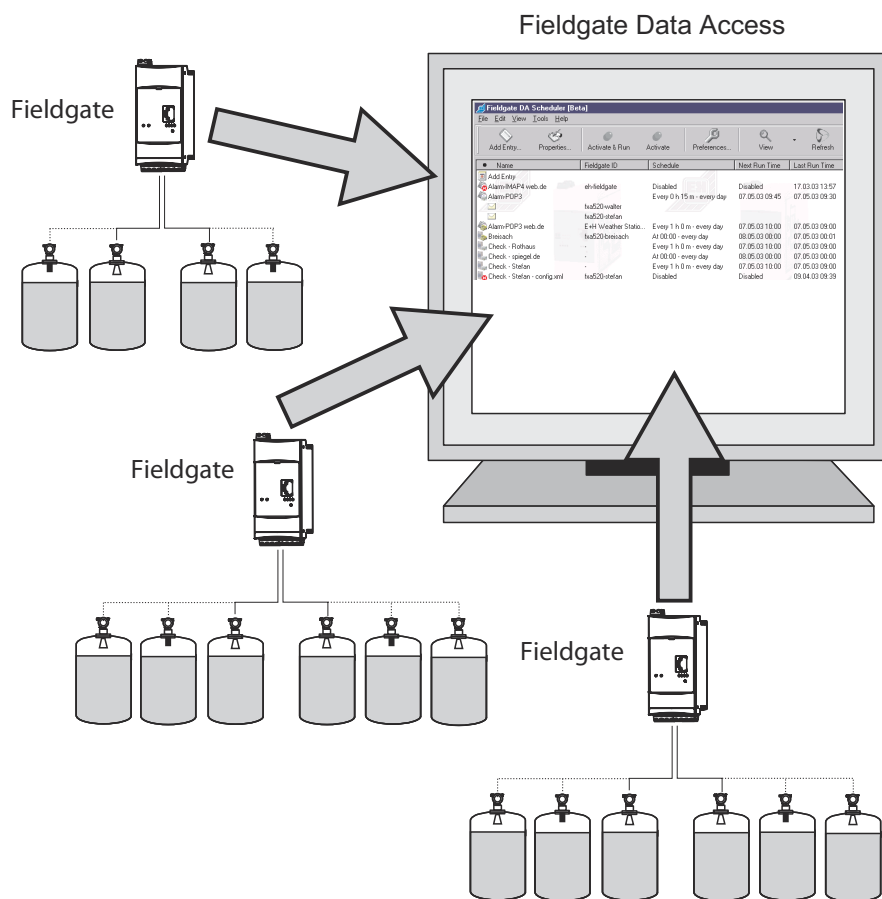 Fieldgate Data Access
Fieldgate
Fieldgate DA Scheduler [Beta]
File Edit View Tools Help
Add Entry... Properties... Activate & Run Activate Preferences... View Refresh
Name Fieldgate ID Schedule Next Run Time Last Run Time
Add Entry
Alarm-IMAP4 web.de eh-fieldgate Disabled Disabled 17.03.03 13:57
Alarm-POP3 Every 0 h 15 m - every day 07.05.03 09:45 07.05.03 09:30
fxa520-walter
fxa520-stefan
Alarm-POP3 web.de E+H Weather Statio... Every 1 h 0 m - every day 07.05.03 10:00 07.05.03 09:00
Breisach fxa520-breisach At 00:00 - every day 08.05.03 00:00 07.05.03 00:01
Check - Rothaus - Every 1 h 0 m - every day 07.05.03 10:00 07.05.03 09:00
Check - spiegel.de - At 00:00 - every day 08.05.03 00:00 07.05.03 00:00
Check - Stefan - Every 1 h 0 m - every day 07.05.03 10:00 07.05.03 09:00
Check - Stefan - config.xml fxa520-stefan Disabled Disabled 09.04.03 09:39
Fieldgate
Fieldgate